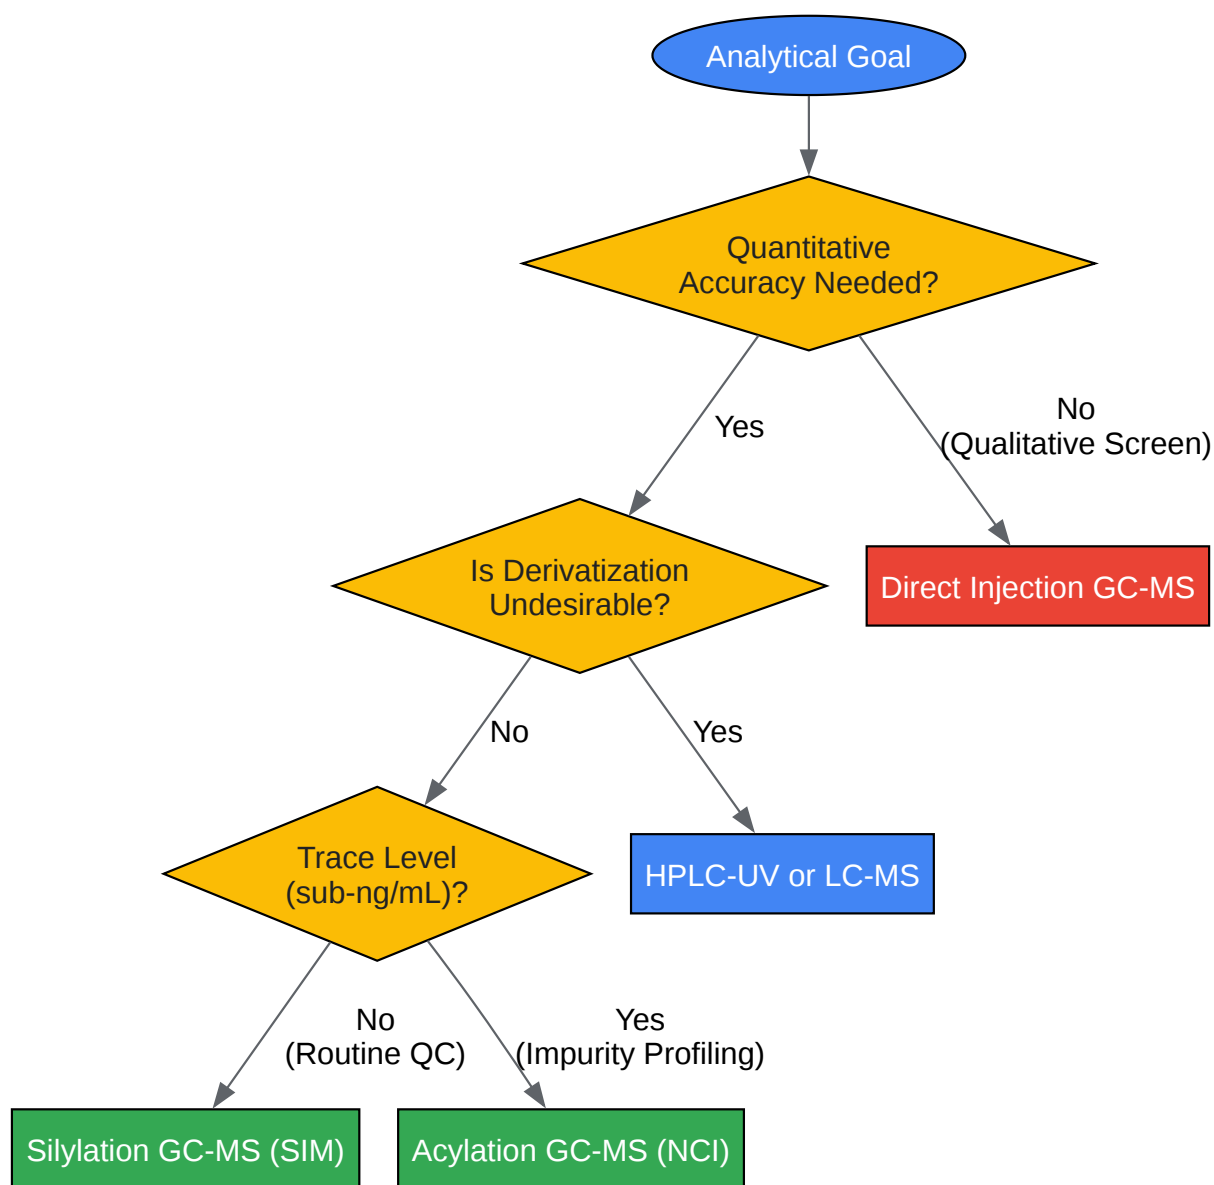 Analytical Goal
Quantitative
Accuracy Needed?
Yes
No
(Qualitative Screen)
Is Derivatization
Undesirable?
Direct Injection GC-MS
No
Yes
Trace Level
(sub-ng/mL)?
HPLC-UV or LC-MS
No
(Routine QC)
Yes
(Impurity Profiling)
Silylation GC-MS (SIM)
Acylation GC-MS (NCI)